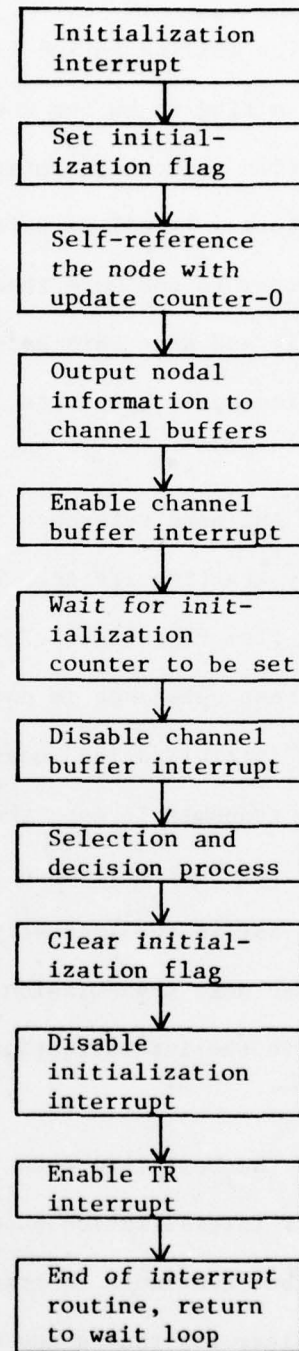 Initialization
interrupt
Set initial-
ization flag
Self-reference
the node with
update counter-0
Output nodal
information to
channel buffers
Enable channel
buffer interrupt
Wait for init-
ialization
counter to be set
Disable channel
buffer interrupt
Selection and
decision process
Clear initial-
ization flag
Disable
initialization
interrupt
Enable TR
interrupt
End of interrupt
routine, return
to wait loop